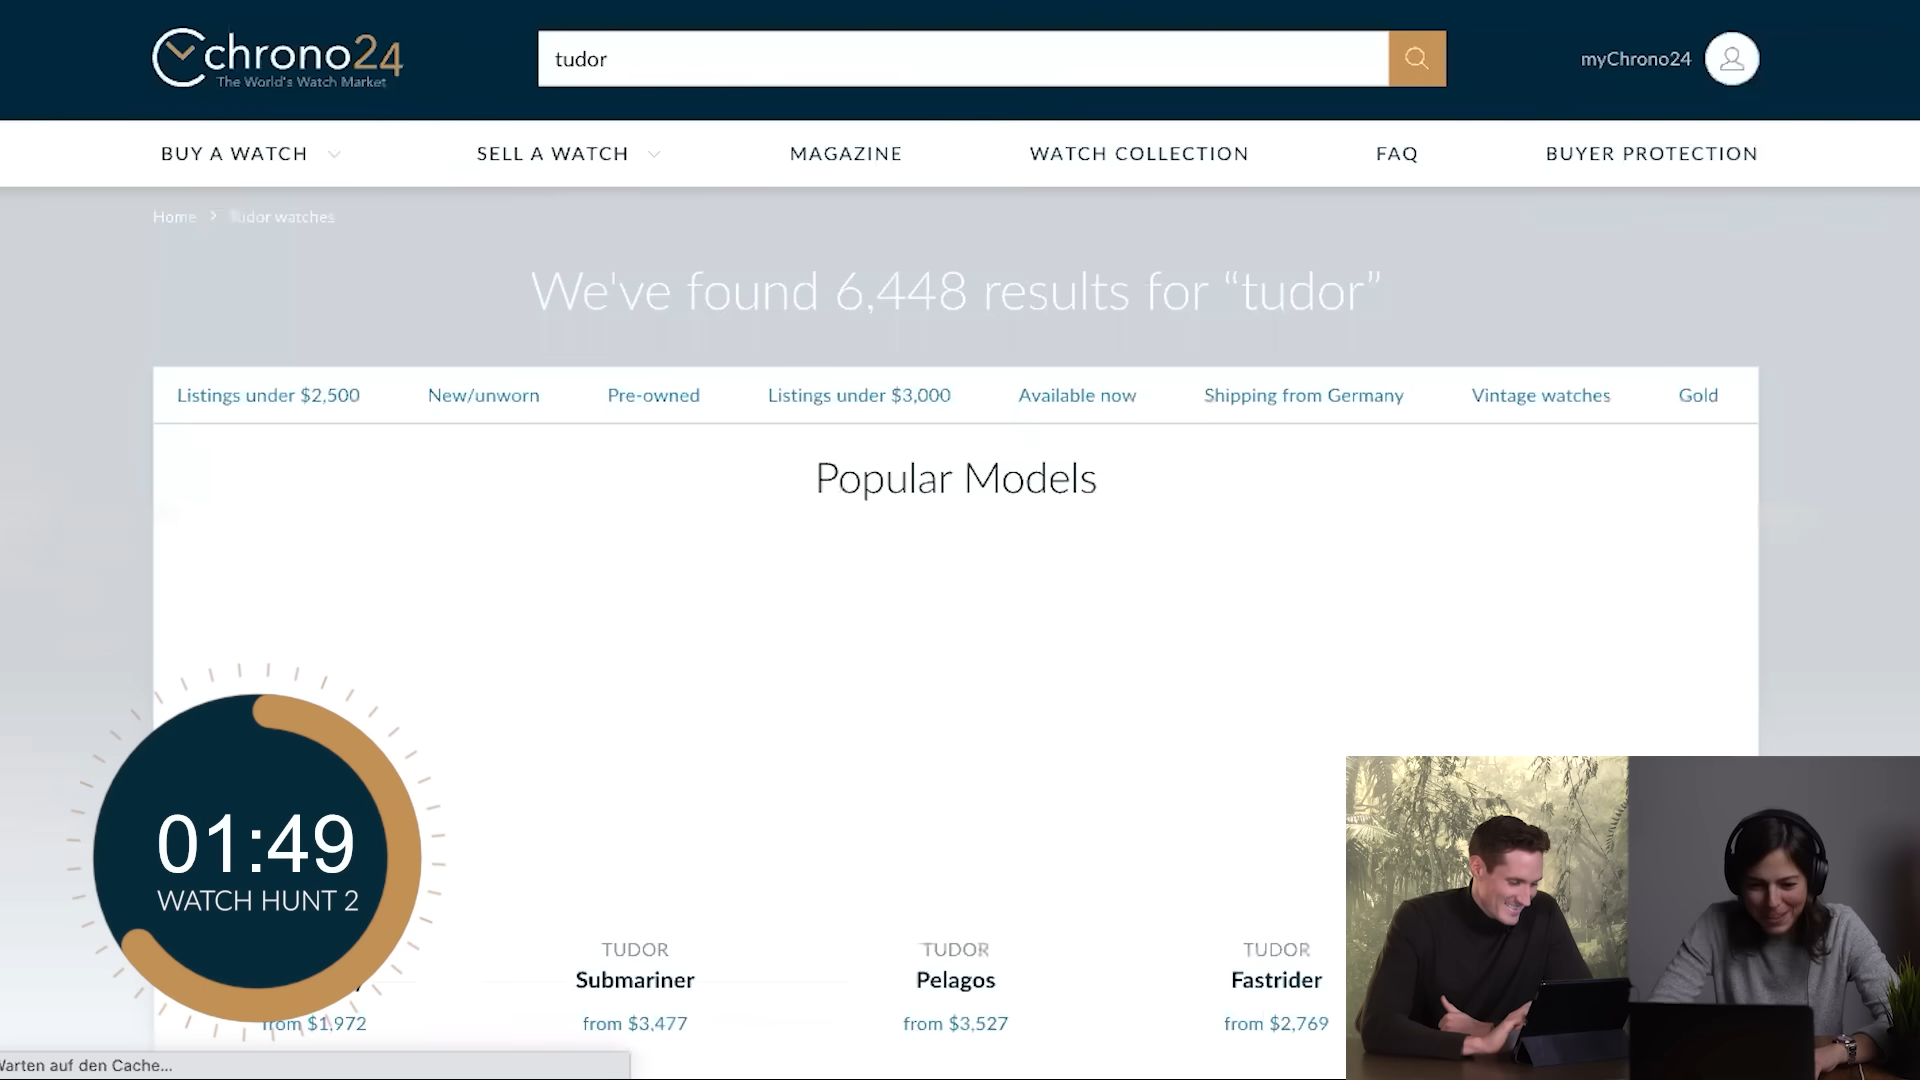 chrono24
The World's Watch Market
tudor
myChrono24
BUY A WATCH
SELL A WATCH
MAGAZINE
WATCH COLLECTION
FAQ
BUYER PROTECTION
Home > Tudor watches
We've found 6,448 results for “tudor”
Listings under $2,500
New/unworn
Pre-owned
Listings under $3,000
Available now
Shipping from Germany
Vintage watches
Gold
Popular Models
01:49
WATCH HUNT 2
from $1,972
TUDOR
Submariner
from $3,477
TUDOR
Pelagos
from $3,527
TUDOR
Fastrider
from $2,769
Warten auf den Cache...